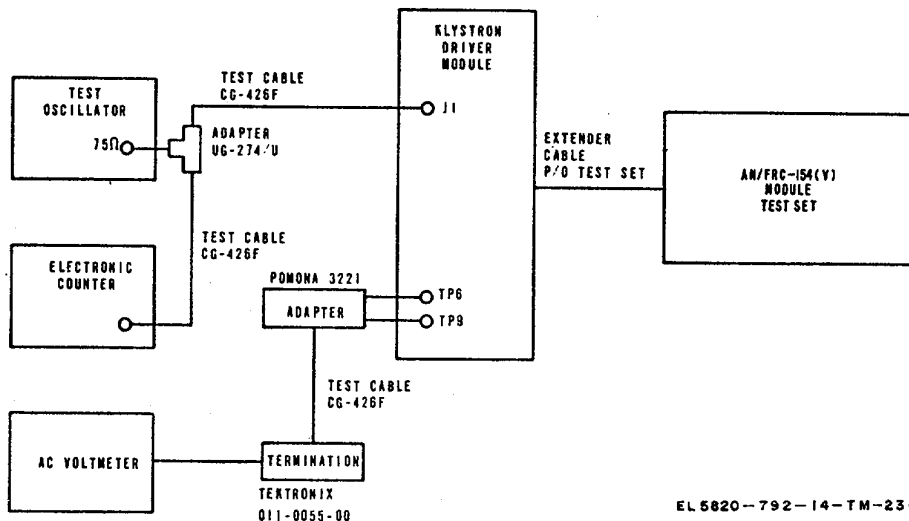 KLYSTRON
DRIVER
MODULE
TEST CABLE
CG-426F
TEST
OSCILLATOR
75Ω
ADAPTER
UG-274/U
J1
EXTENDER
CABLE
P/O TEST SET
AN/FRC-154(V)
MODULE
TEST SET
TEST CABLE
CG-426F
ELECTRONIC
COUNTER
POMONA 3221
ADAPTER
TP6
TP9
TEST CABLE
CG-426F
AC VOLTMETER
TERMINATION
TEKTRONIX
011-0055-00
EL5820-792-14-TM-23